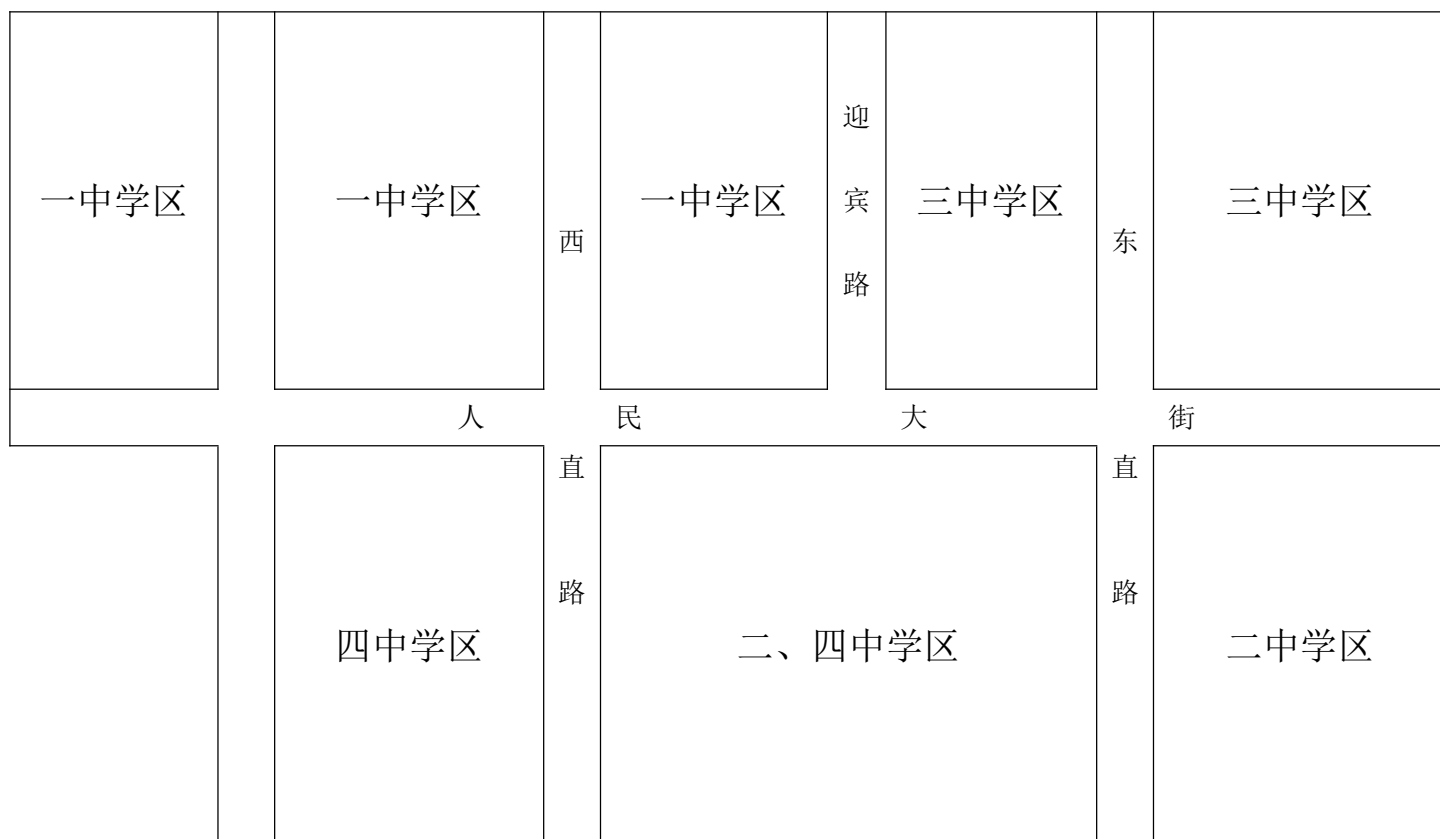 一中学区
一中学区
西直路
一中学区
迎宾路
三中学区
东直路
三中学区
人民大街
四中学区
二、四中学区
二中学区